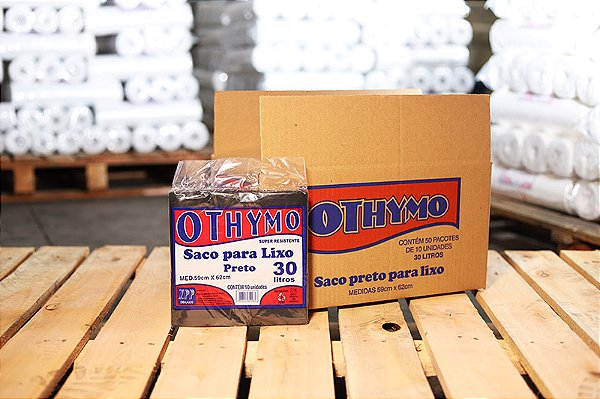 OTHYMO
SUPER RESISTENTE
Saco para Lixo
Preto 30
litros
MED:59cm X 62cm
CONTÉM 10 unidades
OTHYMO
CONTÉM 50 PACOTES
DE 10 UNIDADES
30 LITROS
Saco preto para lixo
MEDIDAS 59cm X 62cm